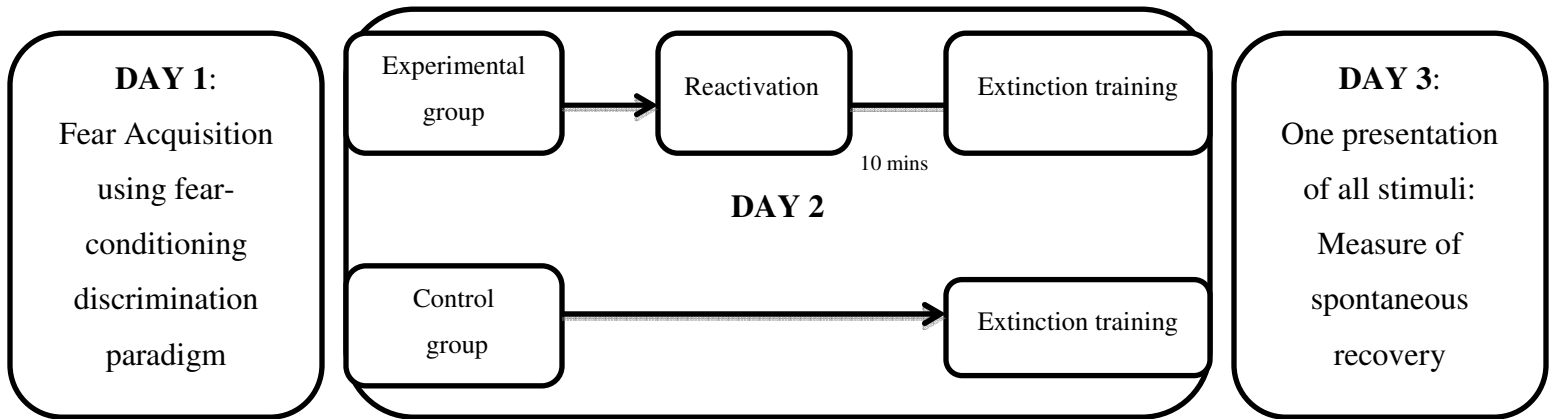 DAY 1:
Fear Acquisition
using fear-
conditioning
discrimination
paradigm
Experimental
group
Reactivation
10 mins
Extinction training
DAY 2
Control
group
Extinction training
DAY 3:
One presentation
of all stimuli:
Measure of
spontaneous
recovery